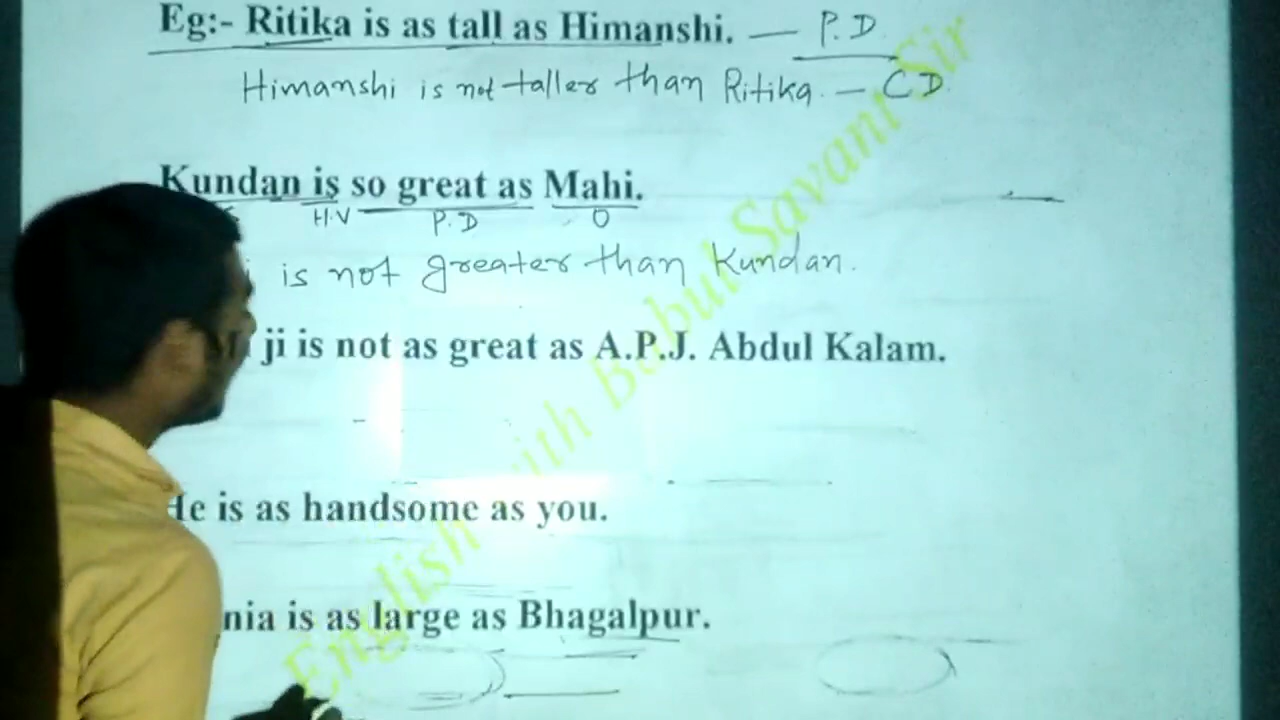 Eg:- Ritika is as tall as Himanshi. — P.D
Himanshi is not taller than Ritika. — CD.
Kundan is so great as Mahi.
H.V P.D O
is not greater than Kundan.
ji is not as great as A.P.J. Abdul Kalam.
He is as handsome as you.
nia is as large as Bhagalpur.
English with Babul Savant Sir